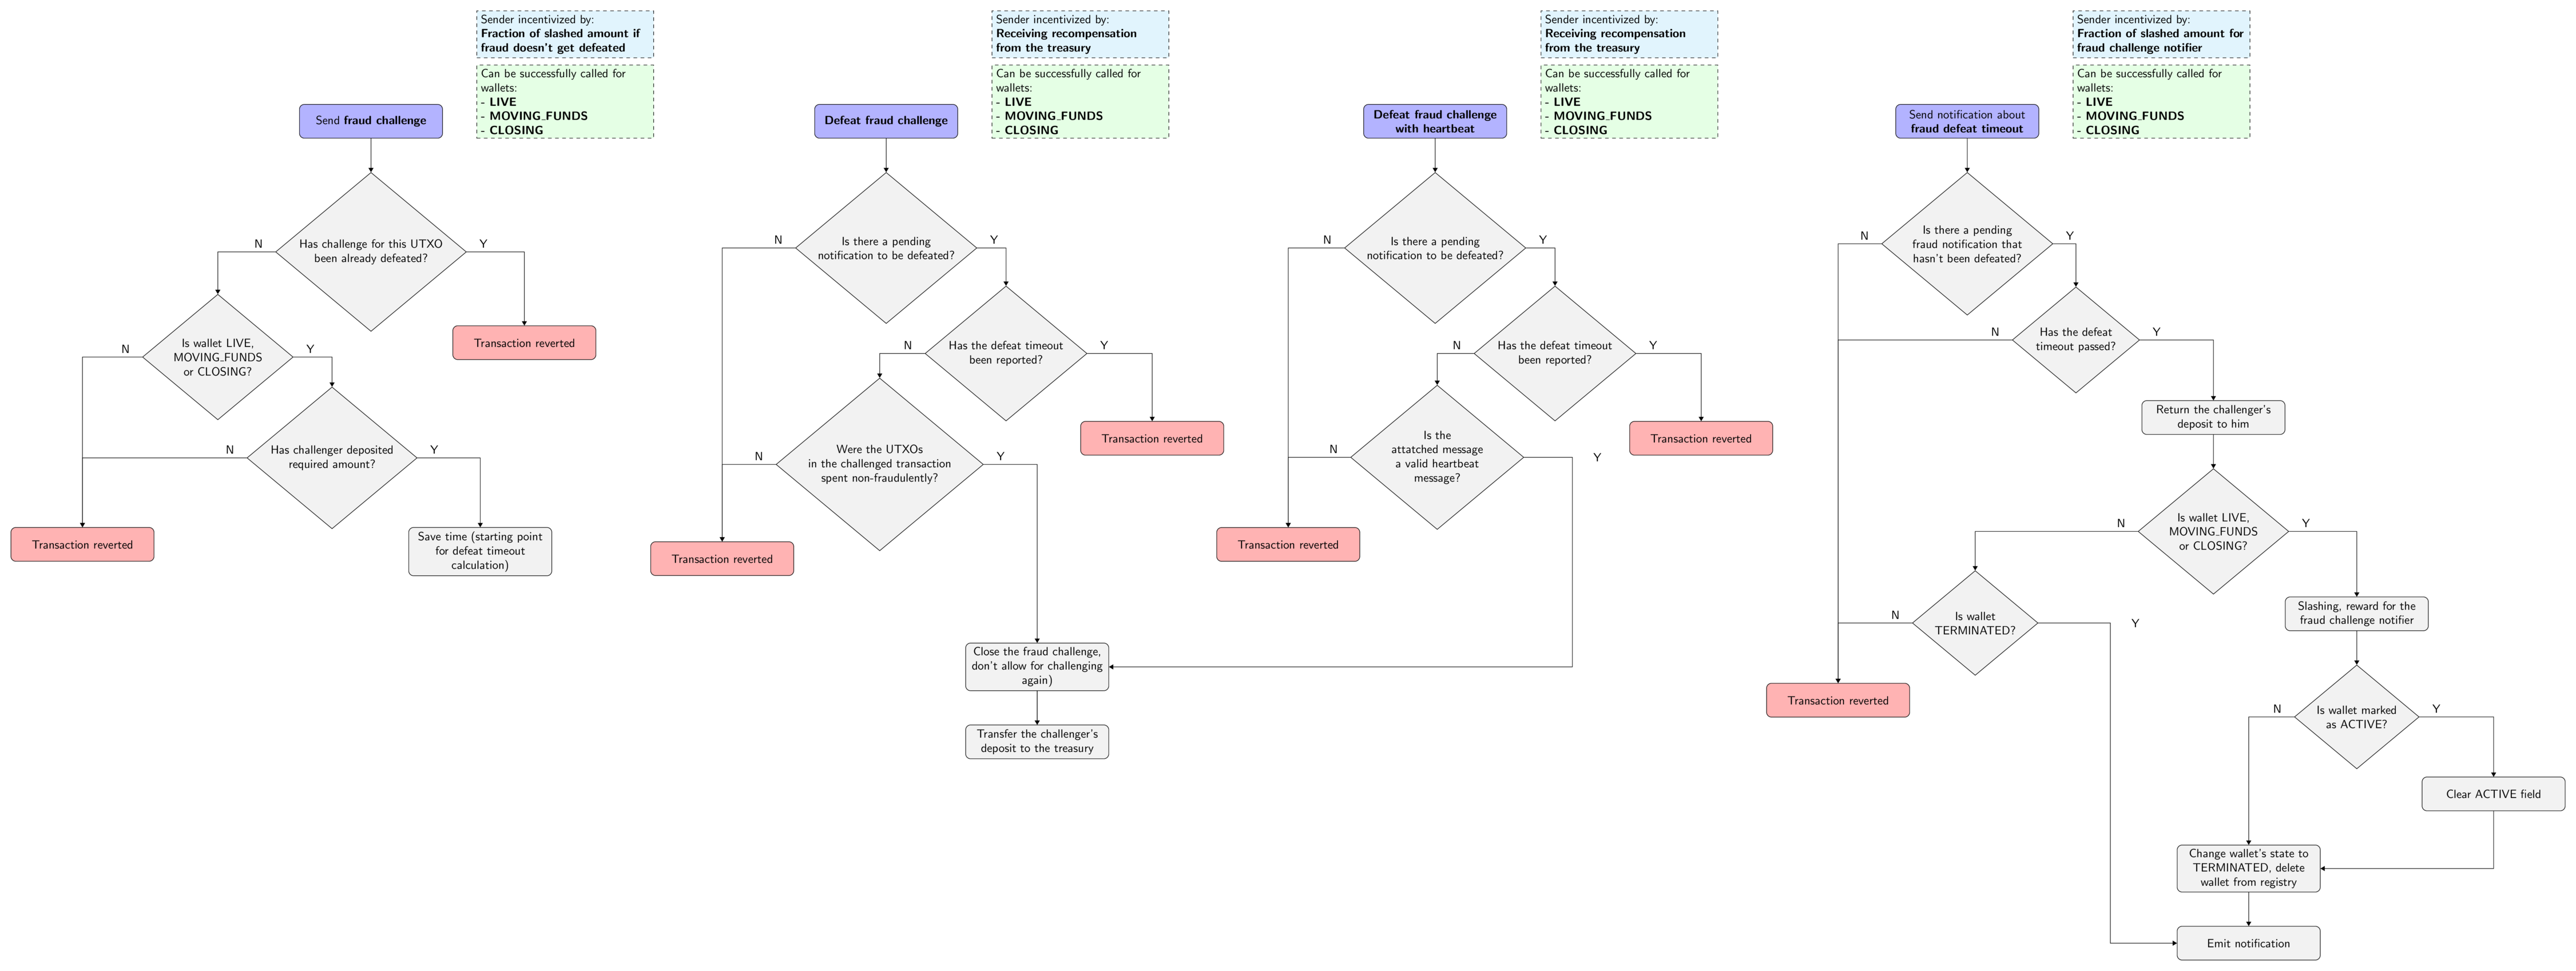 Sender incentivized by:
Fraction of slashed amount if
fraud doesn't get defeated
Can be successfully called for
wallets:
- LIVE
- MOVING_FUNDS
- CLOSING
Send fraud challenge
Has challenge for this UTXO
been already defeated?
N
Y
Is wallet LIVE,
MOVING_FUNDS
or CLOSING?
N
Y
Transaction reverted
Has challenger deposited
required amount?
N
Y
Transaction reverted
Save time (starting point
for defeat timeout
calculation)
Sender incentivized by:
Receiving recompensation
from the treasury
Can be successfully called for
wallets:
- LIVE
- MOVING_FUNDS
- CLOSING
Defeat fraud challenge
Is there a pending
notification to be defeated?
N
Y
Has the defeat timeout
been reported?
N
Y
Transaction reverted
Were the UTXOs
in the challenged transaction
spent non-fraudulently?
N
Y
Transaction reverted
Close the fraud challenge,
don't allow for challenging
again)
Transfer the challenger's
deposit to the treasury
Sender incentivized by:
Receiving recompensation
from the treasury
Can be successfully called for
wallets:
- LIVE
- MOVING_FUNDS
- CLOSING
Defeat fraud challenge
with heartbeat
Is there a pending
notification to be defeated?
N
Y
Has the defeat timeout
been reported?
N
Y
Transaction reverted
Is the
attatched message
a valid heartbeat
message?
N
Y
Transaction reverted
Sender incentivized by:
Fraction of slashed amount for
fraud challenge notifier
Can be successfully called for
wallets:
- LIVE
- MOVING_FUNDS
- CLOSING
Send notification about
fraud defeat timeout
Is there a pending
fraud notification that
hasn't been defeated?
N
Y
Has the defeat
timeout passed?
N
Y
Return the challenger's
deposit to him
Is wallet LIVE,
MOVING_FUNDS
or CLOSING?
N
Y
Is wallet
TERMINATED?
N
Y
Slashing, reward for the
fraud challenge notifier
Transaction reverted
Is wallet marked
as ACTIVE?
N
Y
Clear ACTIVE field
Change wallet's state to
TERMINATED, delete
wallet from registry
Emit notification